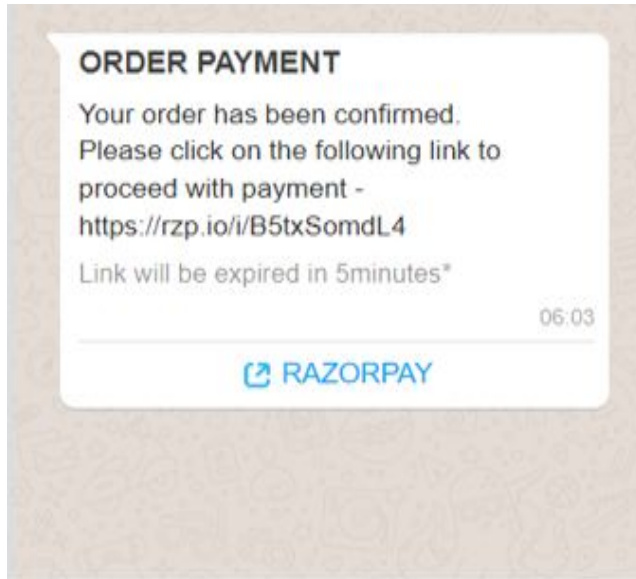 ORDER PAYMENT
Your order has been confirmed.
Please click on the following link to
proceed with payment -
https://rzp.io/i/B5txSomdL4
Link will be expired in 5minutes*
06:03
RAZORPAY